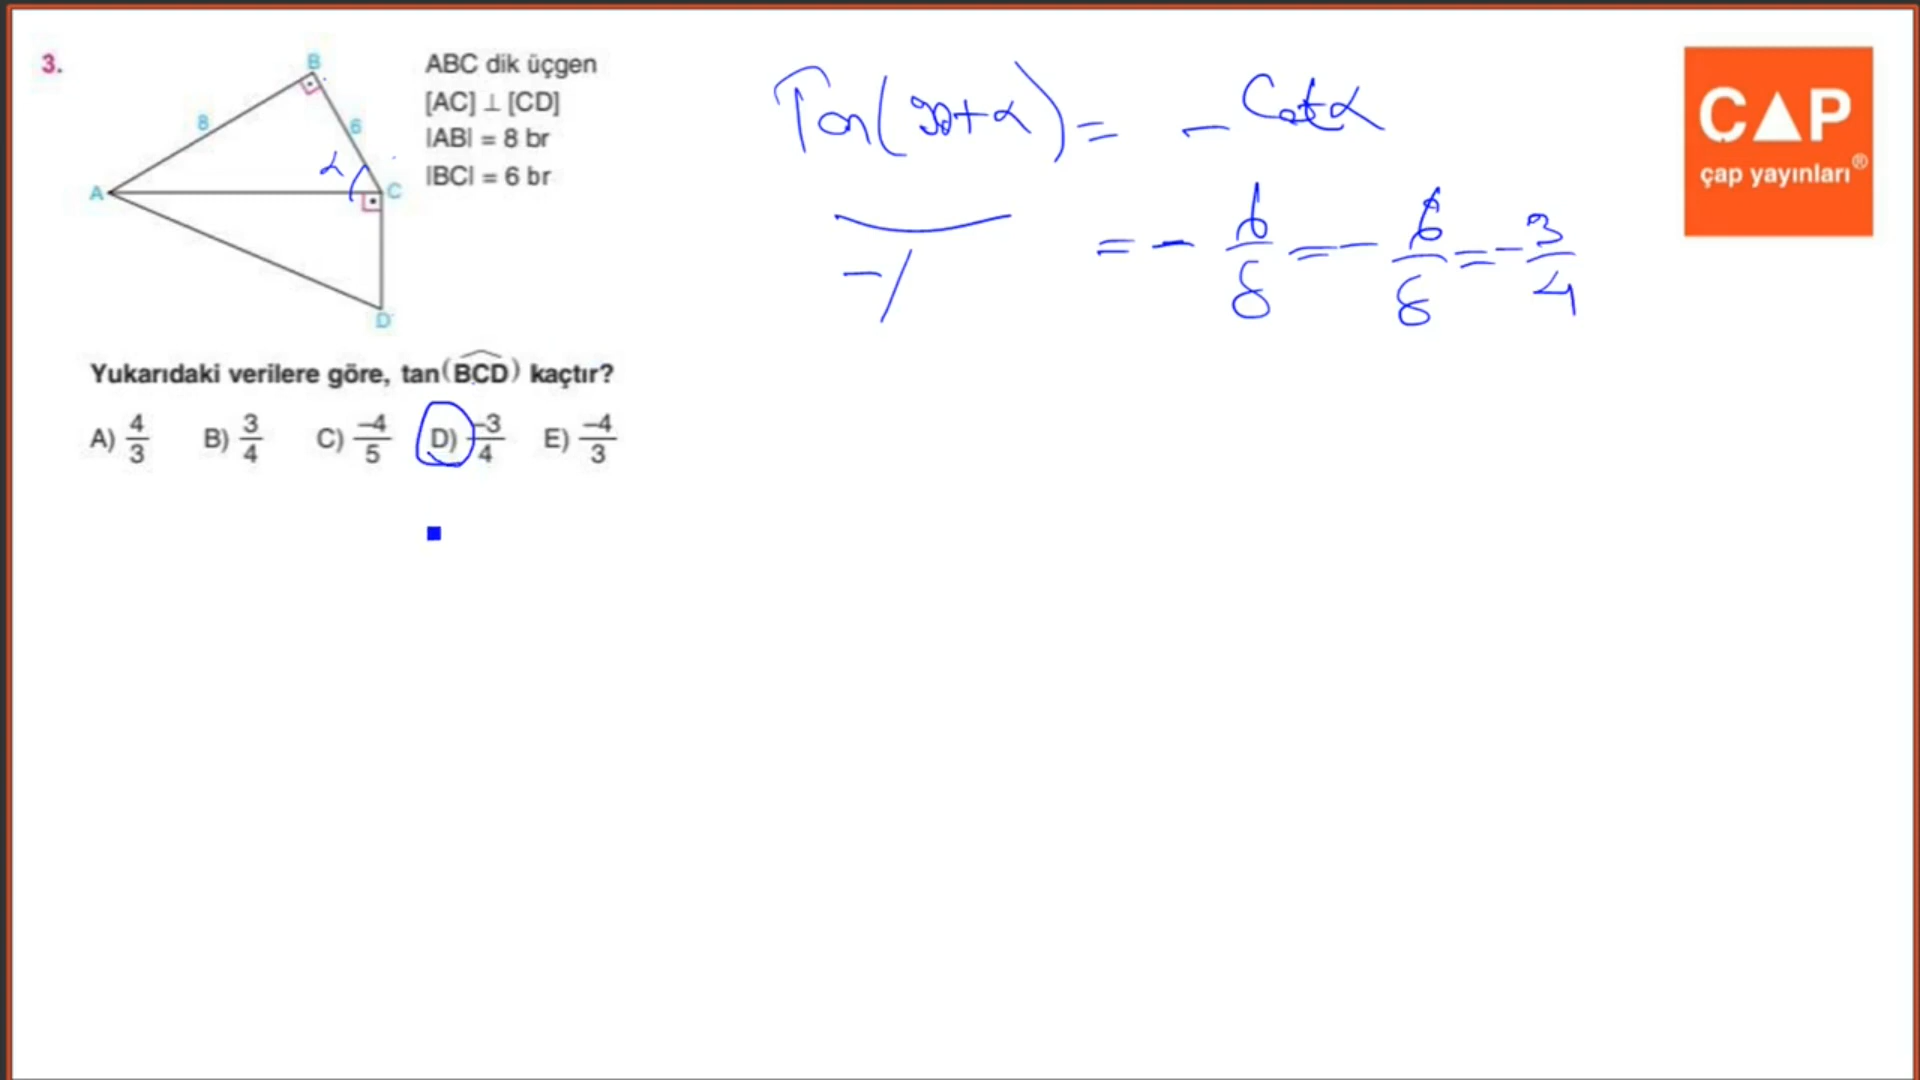 3.
B
8
6
α
A
C
D
ABC dik üçgen
[AC] ⊥ [CD]
|AB| = 8 br
|BC| = 6 br
Yukarıdaki verilere göre, tan(BCD) kaçtır?
A) 4/3 B) 3/4 C) -4/5 D) -3/4 E) -4/3
Tan(90+α) = - Cotα
= - 6/8 = - 6/8 = - 3/4
-/
ÇAP
çap yayınları®